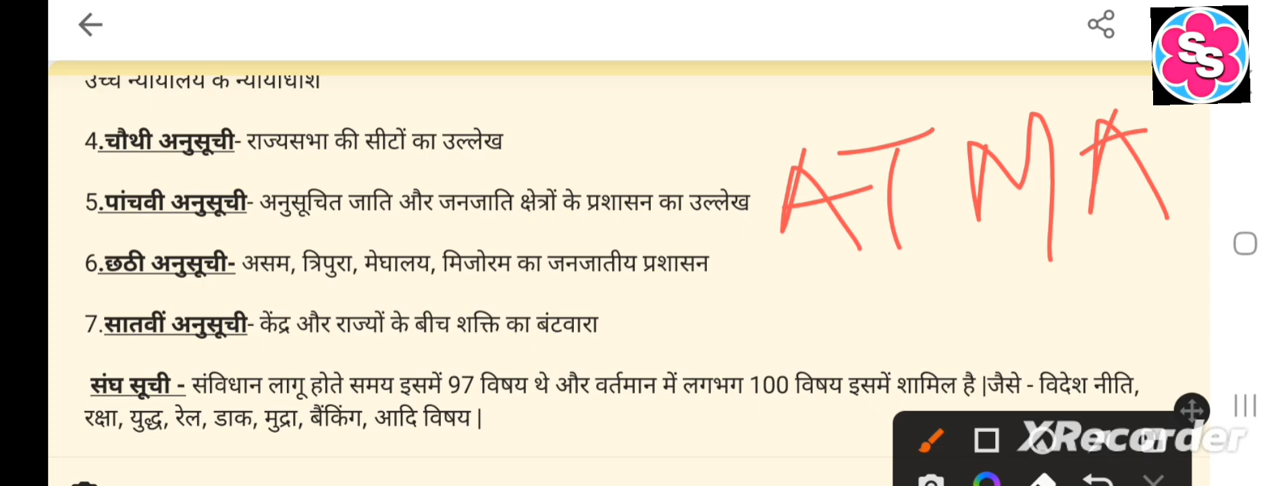 SS
उच्च न्यायालय के न्यायाधीश
4.चौथी अनुसूची- राज्यसभा की सीटों का उल्लेख
ATMA
5.पांचवी अनुसूची- अनुसूचित जाति और जनजाति क्षेत्रों के प्रशासन का उल्लेख
6.छठी अनुसूची- असम, त्रिपुरा, मेघालय, मिजोरम का जनजातीय प्रशासन
7.सातवीं अनुसूची- केंद्र और राज्यों के बीच शक्ति का बंटवारा
संघ सूची - संविधान लागू होते समय इसमें 97 विषय थे और वर्तमान में लगभग 100 विषय इसमें शामिल है |जैसे - विदेश नीति,
रक्षा, युद्ध, रेल, डाक, मुद्रा, बैंकिंग, आदि विषय |
XRecorder